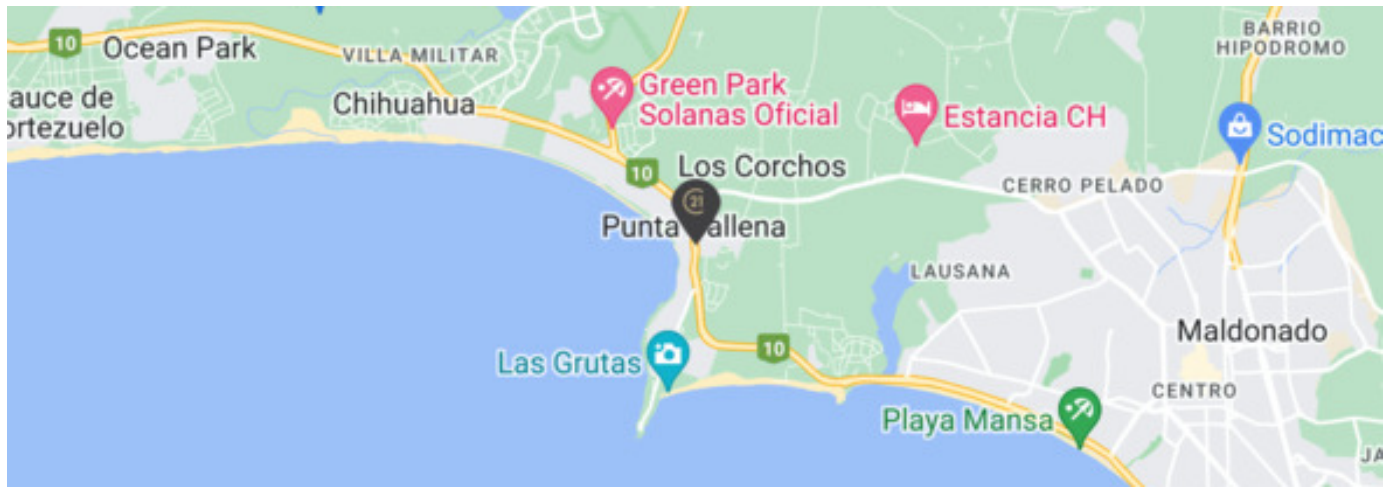 10
Ocean Park
VILLA MILITAR
auce de
ortezuelo
Chihuahua
Green Park
Solanas Oficial
Estancia CH
BARRIO
HIPODROMO
Sodimac
10
Los Corchos
CERRO PELADO
21
Punta allena
LAUSANA
Maldonado
Las Grutas
10
CENTRO
Playa Mansa
JA